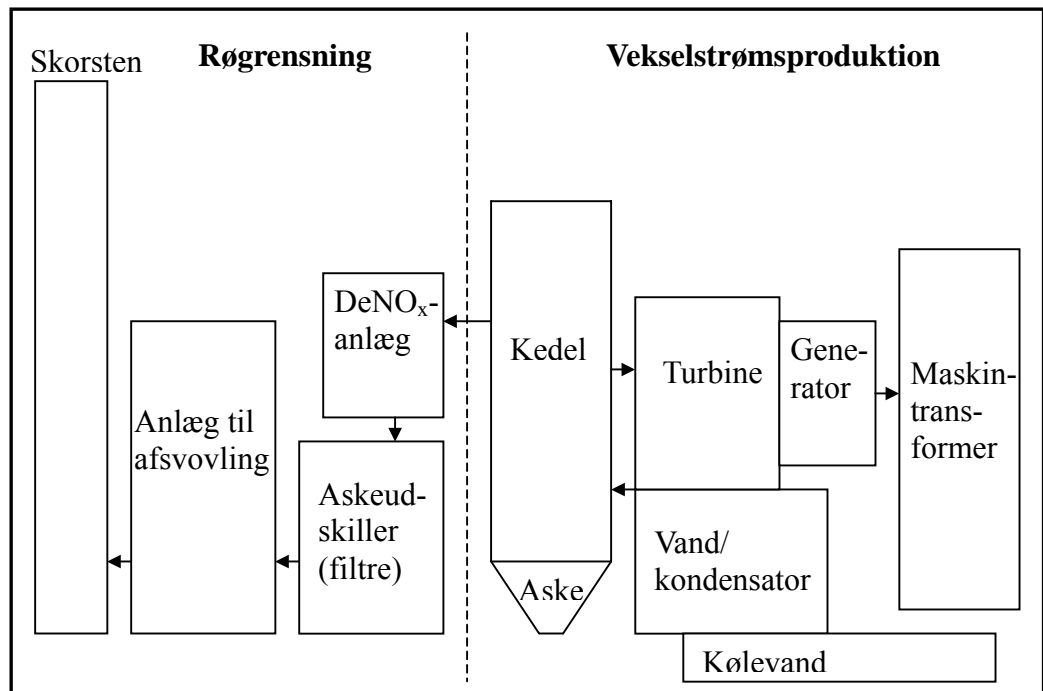 Røgrensning
Vekselstrømsproduktion
Skorsten
DeNOₓ-
anlæg
Anlæg til
afsvovling
Askeud-
skiller
(filtre)
Kedel
Aske
Turbine
Gene-
rator
Maskin-
trans-
former
Vand/
kondensator
Kølevand